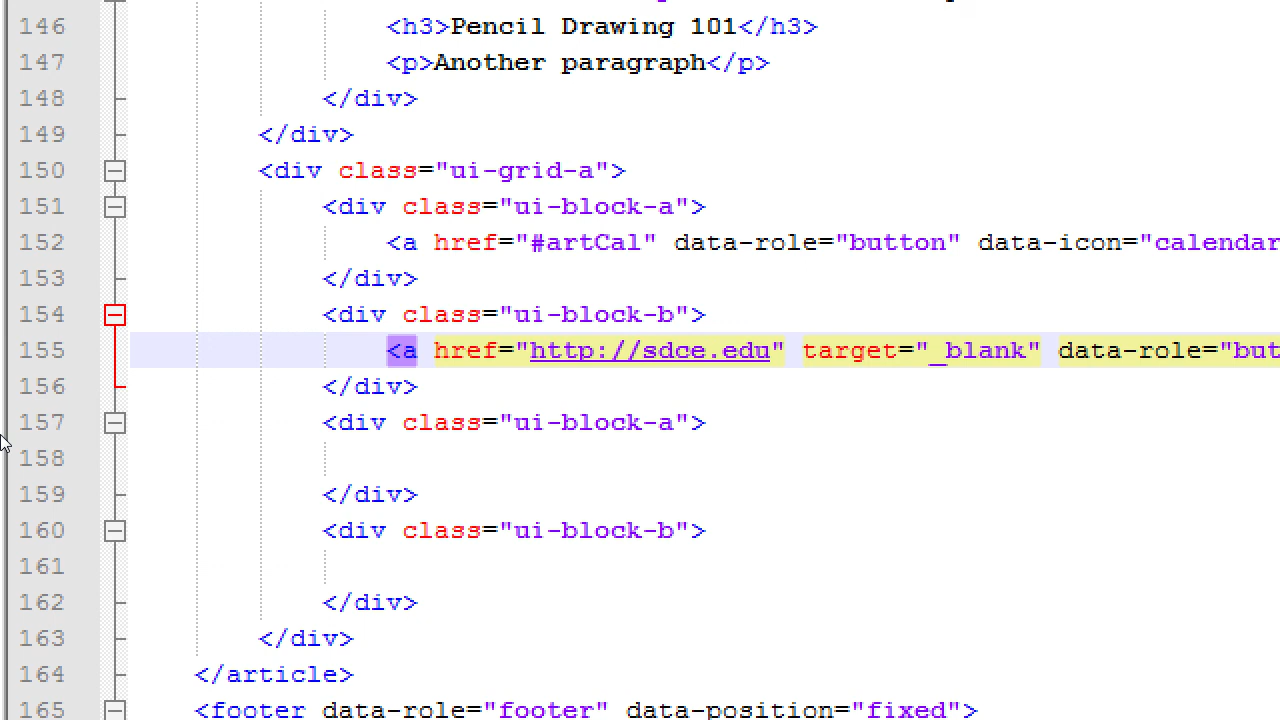 146 <h3>Pencil Drawing 101</h3>
147 <p>Another paragraph</p>
148 </div>
149 </div>
150 <div class="ui-grid-a">
151 <div class="ui-block-a">
152 <a href="#artCal" data-role="button" data-icon="calendar
153 </div>
154 <div class="ui-block-b">
155 <a href="http://sdce.edu" target="_blank" data-role="but
156 </div>
157 <div class="ui-block-a">
158
159 </div>
160 <div class="ui-block-b">
161
162 </div>
163 </div>
164 </article>
165 <footer data-role="footer" data-position="fixed">